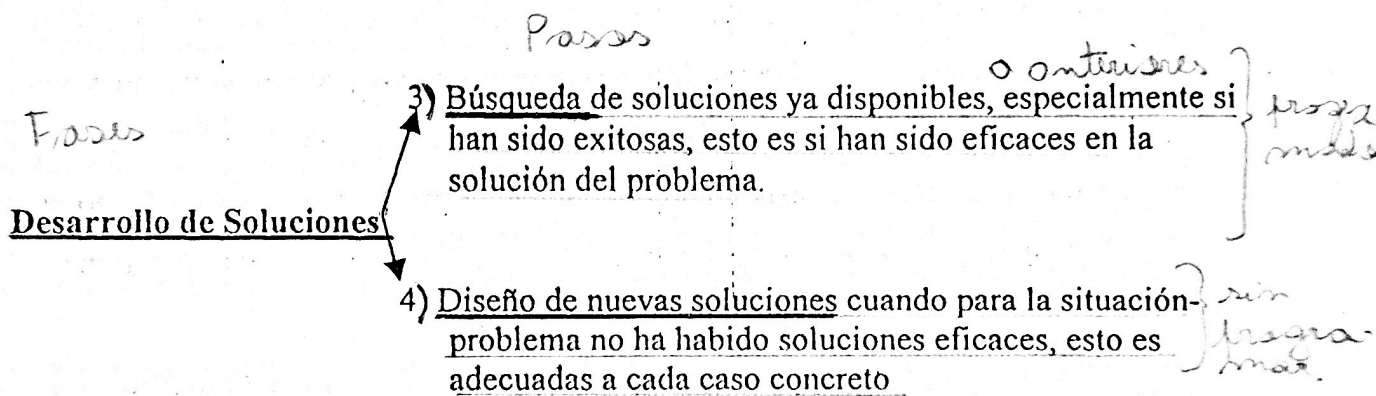 Pasos
o anteriores
3) Búsqueda de soluciones ya disponibles, especialmente si
han sido exitosas, esto es si han sido eficaces en la
solución del problema.
Fases
Desarrollo de Soluciones
4) Diseño de nuevas soluciones cuando para la situación-
problema no ha habido soluciones eficaces, esto es
adecuadas a cada caso concreto
sin
progra-
mar.